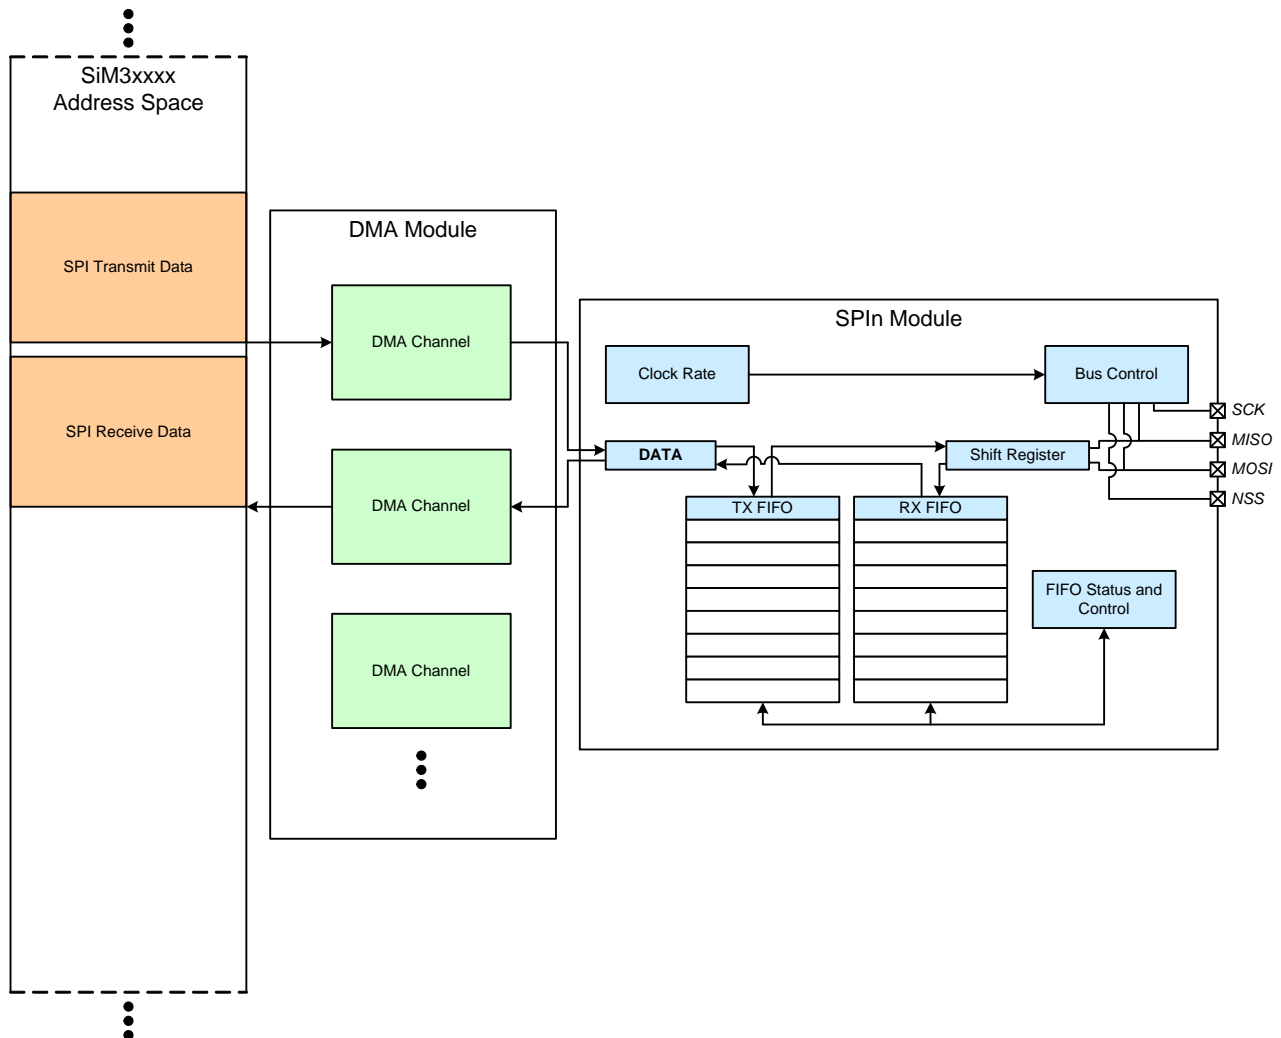 SiM3xxxx
Address Space
SPI Transmit Data
SPI Receive Data
DMA Module
DMA Channel
DMA Channel
DMA Channel
SPIn Module
Clock Rate
Bus Control
DATA
Shift Register
TX FIFO
RX FIFO
FIFO Status and
Control
SCK
MISO
MOSI
NSS